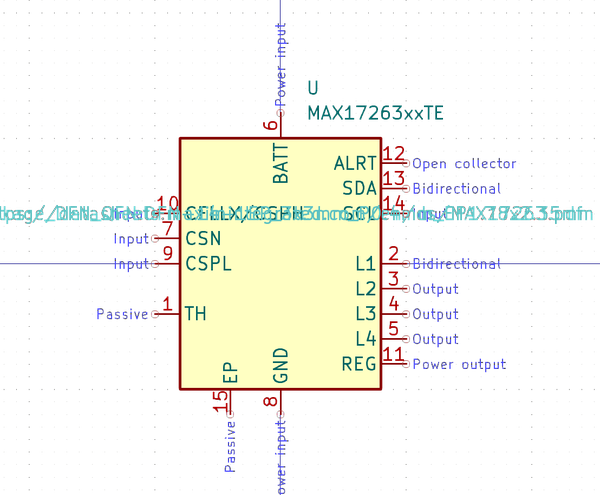 Power input
U
MAX17263xxTE
6
BATT
12
ALRT
Open collector
13
SDA
Bidirectional
10
14
Input
7
CSN
Input
9
CSPL
Input
2
L1
Bidirectional
3
L2
Output
1
TH
Passive
4
L3
Output
5
L4
Output
11
REG
Power output
EP
GND
15
8
Passive
ower input